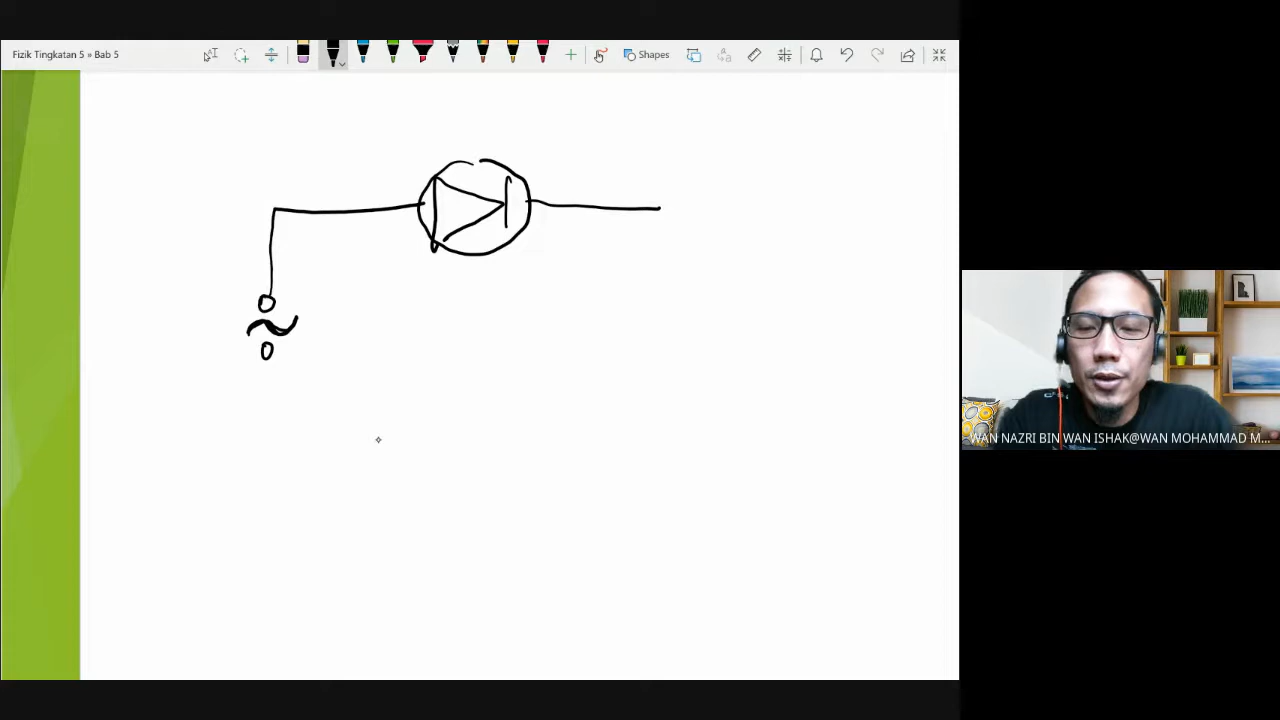 Fizik Tingkatan 5 » Bab 5
Shapes
WAN NAZRI BIN WAN ISHAK@WAN MOHAMMAD M...